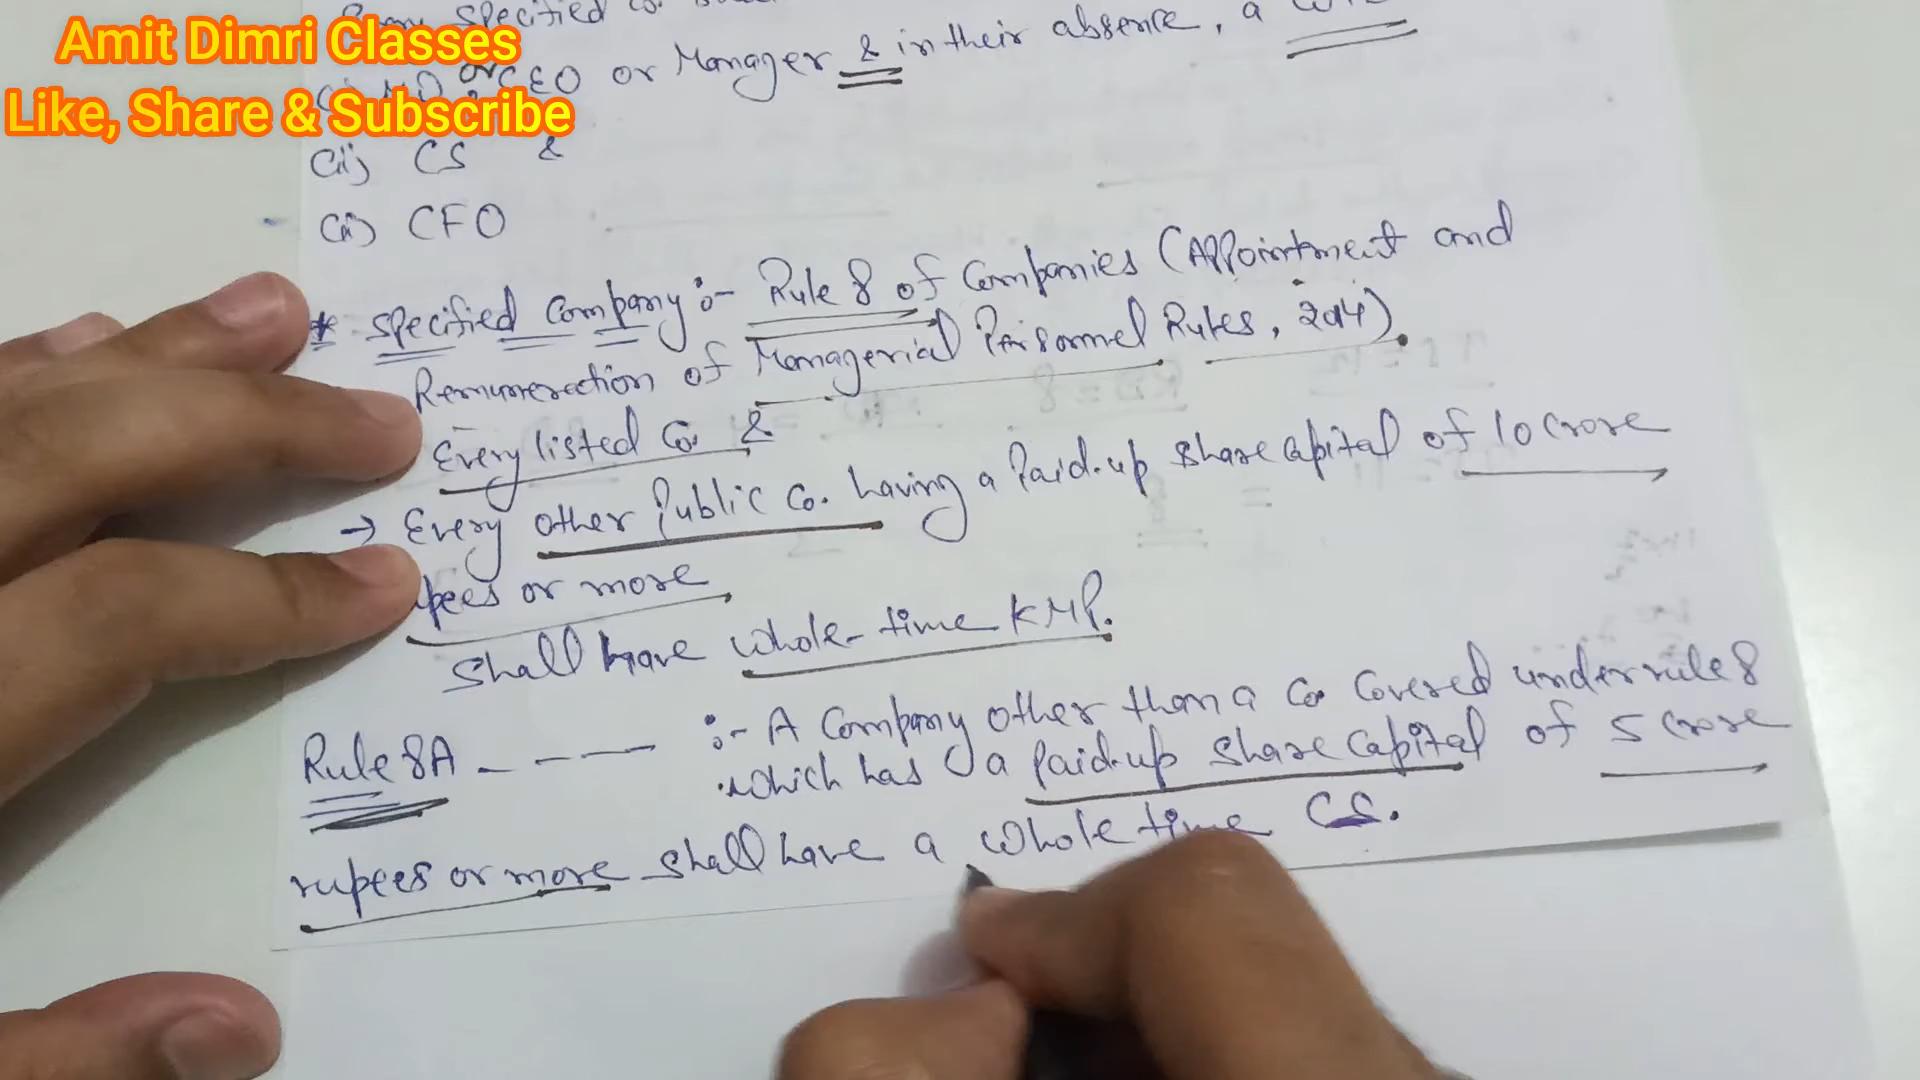 Every specified Co.
Amit Dimri Classes
or
CEO or Manager & in their absence, a
Like, Share & Subscribe
(ii) CS &
CFO
* Specified Company :- Rule 8 of Companies (Appointment and
Remuneration of Managerial Personnel Rules, 2014).
Every listed Co. &
→ Every other Public Co. having a Paid-up share capital of 10 crore
pees or more
shall have whole-time KMP.
Rule 8A - - - :- A Company other than a Co Covered under rule 8
which has a paid-up share capital of 5 crore
rupees or more shall have a whole time CS.